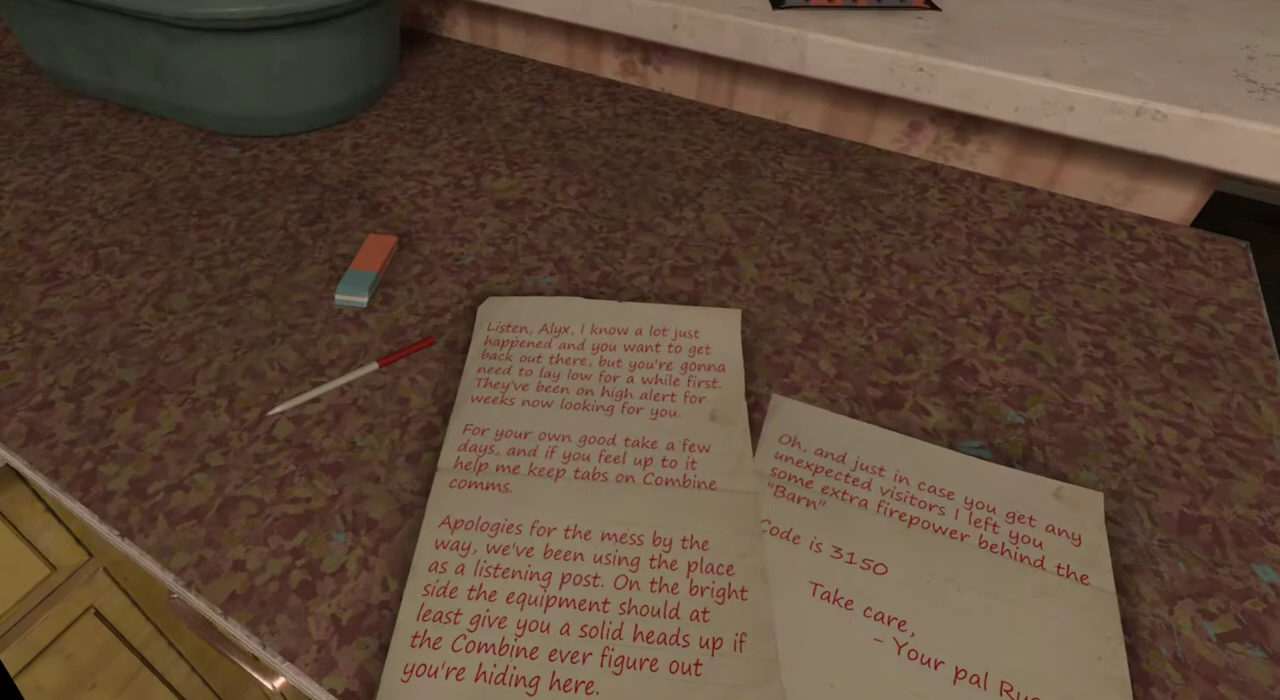 Listen, Alyx, I know a lot just
happened and you want to get
back out there, but you're gonna
need to lay low for a while first.
They've been on high alert for
weeks now looking for you.
For your own good take a few
days, and if you feel up to it
help me keep tabs on Combine
comms.
Apologies for the mess by the
way, we've been using the place
as a listening post. On the bright
side the equipment should at
least give you a solid heads up if
the Combine ever figure out
you're hiding here.
Oh, and just in case you get any
unexpected visitors I left you
some extra firepower behind the
"Barn"
Code is 3150
Take care,
- Your pal